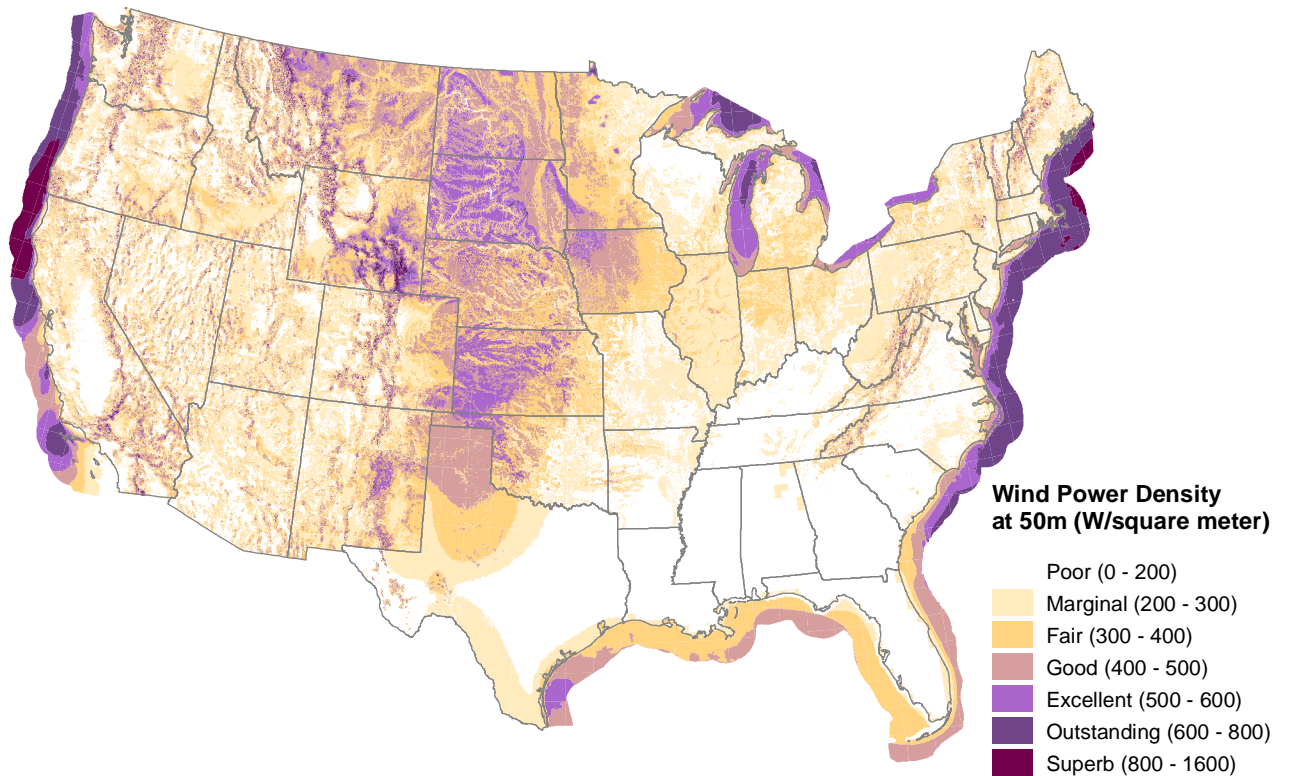 Wind Power Density
at 50m (W/square meter)
Poor (0 - 200)
Marginal (200 - 300)
Fair (300 - 400)
Good (400 - 500)
Excellent (500 - 600)
Outstanding (600 - 800)
Superb (800 - 1600)